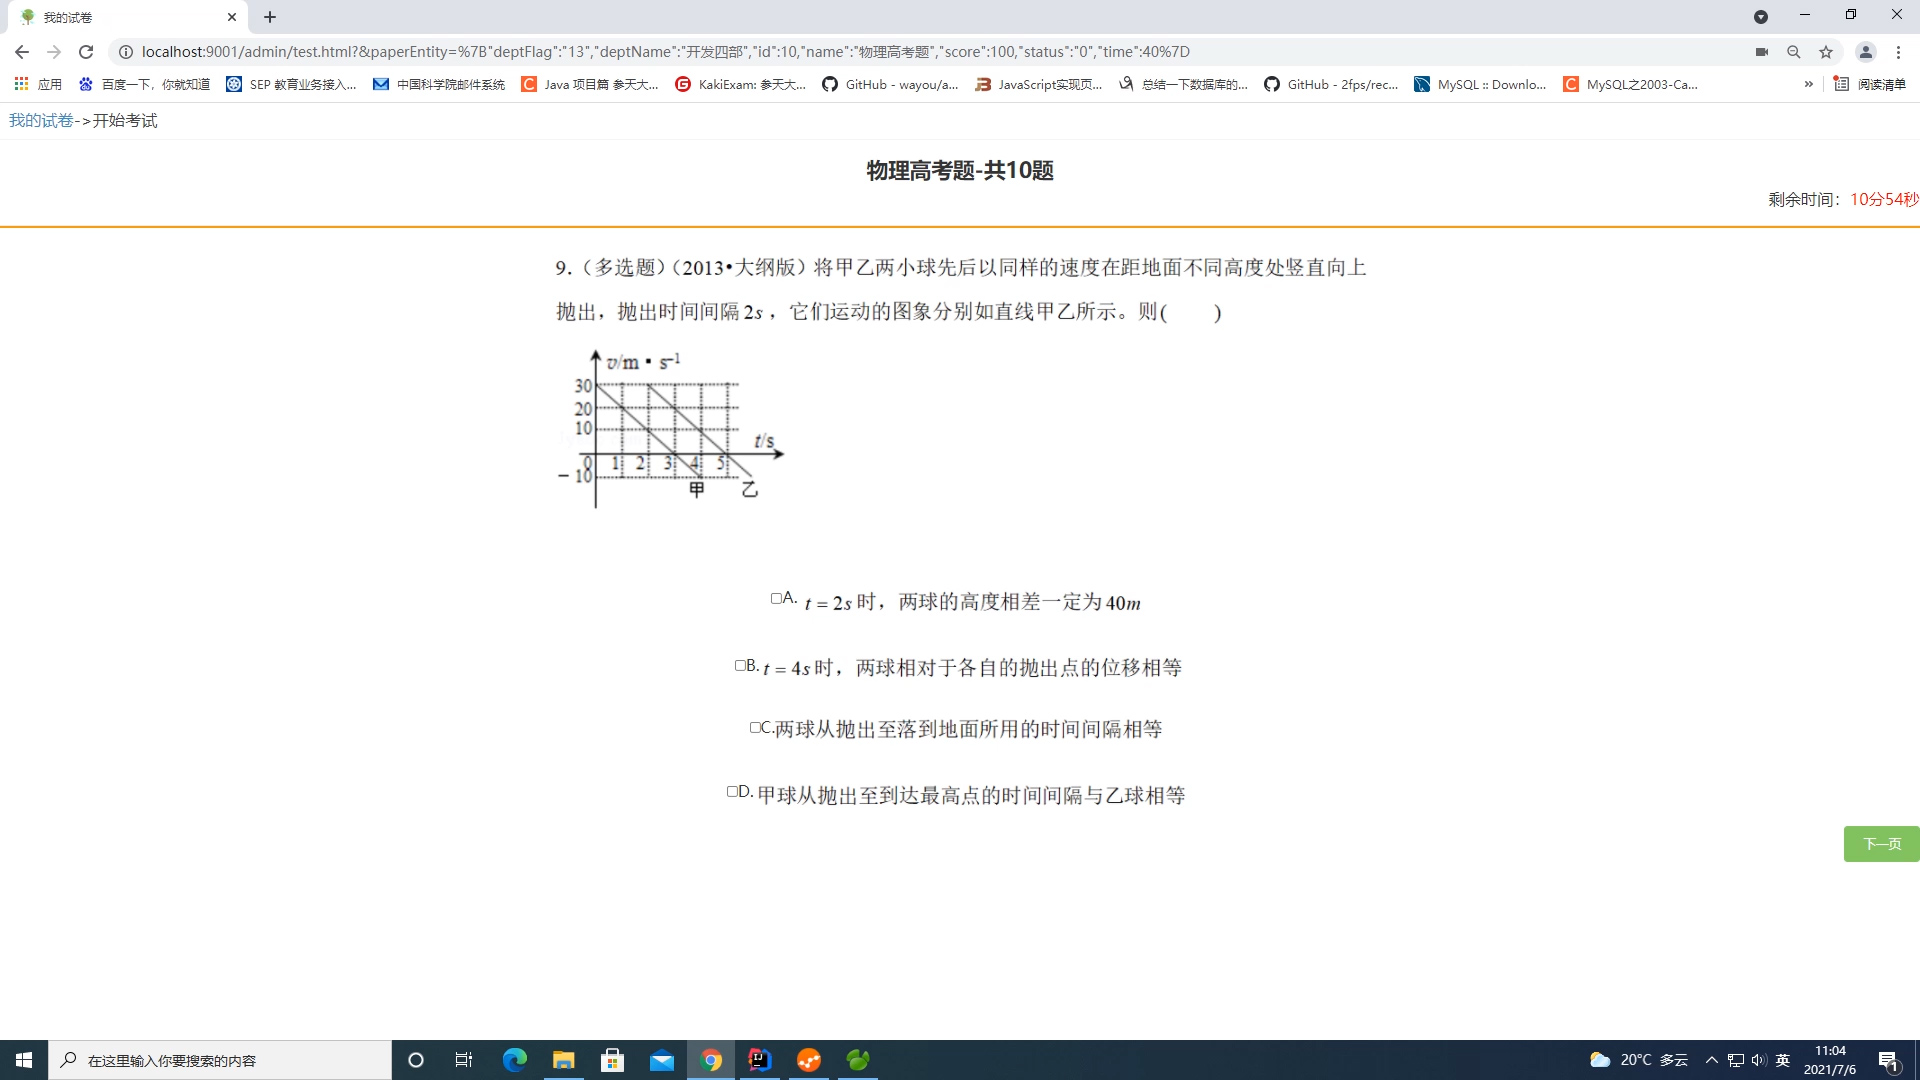 我的试卷
localhost:9001/admin/test.html?&paperEntity=%7B"deptFlag":"13","deptName":"开发四部","id":10,"name":"物理高考题","score":100,"status":"0","time":40%7D
应用 百度一下，你就知道 SEP 教育业务接入... 中国科学院邮件系统 Java 项目篇 参天大... KakiExam: 参天大... GitHub - wayou/a... JavaScript实现页... 总结一下数据库的... GitHub - 2fps/rec... MySQL :: Downlo... MySQL之2003-Ca... » 阅读清单
我的试卷->开始考试
物理高考题-共10题
剩余时间：10分54秒
9.（多选题）（2013•大纲版）将甲乙两小球先后以同样的速度在距地面不同高度处竖直向上
抛出，抛出时间间隔2s，它们运动的图象分别如直线甲乙所示。则(　　)
v/m▪s⁻¹
30
20
10
t/s
0 1 2 3 4 5
－10
甲 乙
A. t = 2s 时，两球的高度相差一定为 40m
B. t = 4s 时，两球相对于各自的抛出点的位移相等
C.两球从抛出至落到地面所用的时间间隔相等
D. 甲球从抛出至到达最高点的时间间隔与乙球相等
下一页
在这里输入你要搜索的内容
20°C 多云
英
11:04
2021/7/6
1